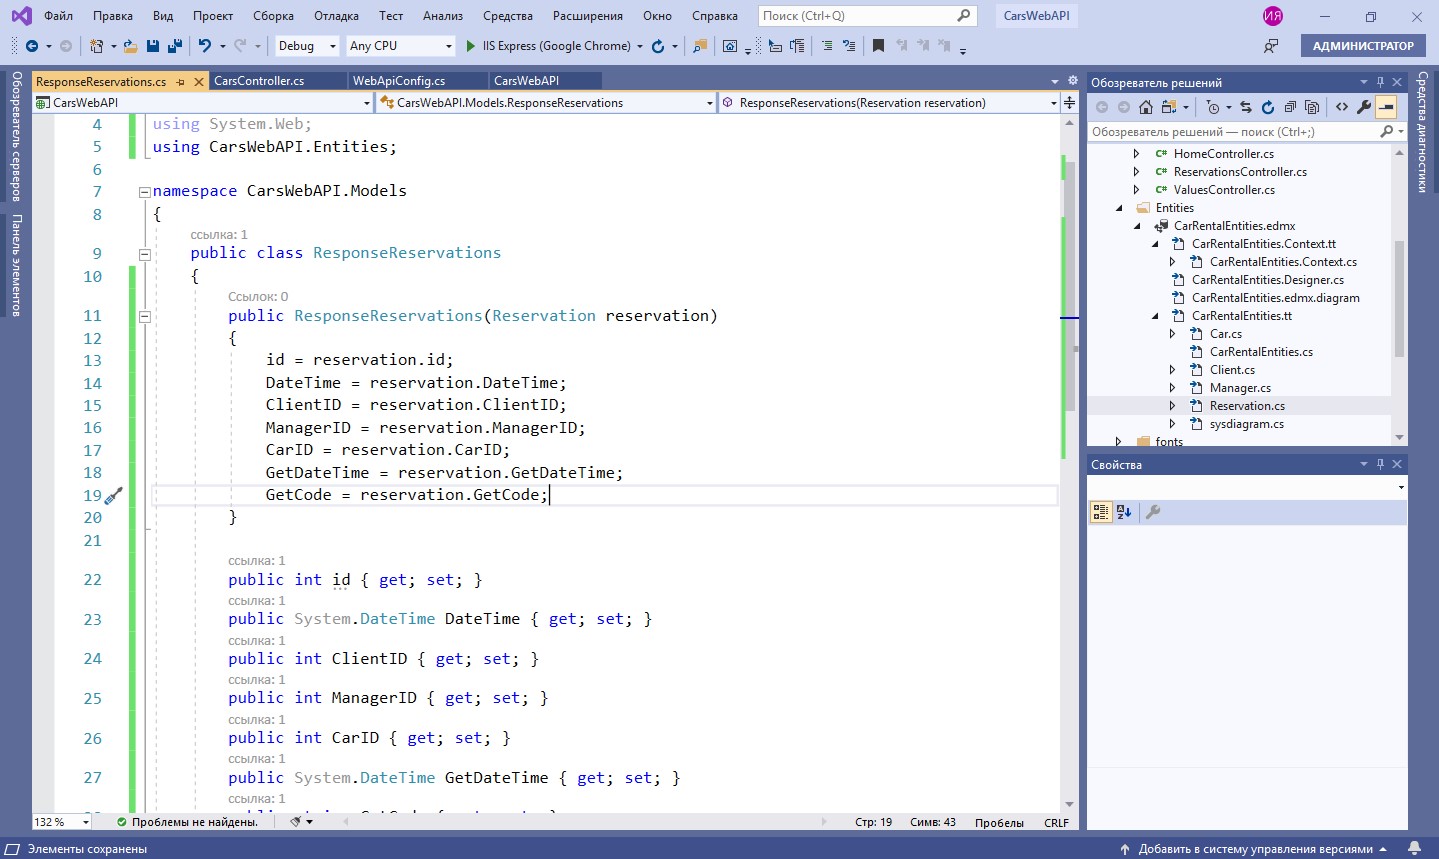 Файл Правка Вид Проект Сборка Отладка Тест Анализ Средства Расширения Окно Справка Поиск (Ctrl+Q) CarsWebAPI ИЯ
Debug Any CPU IIS Express (Google Chrome) АДМИНИСТРАТОР
Обозреватель серверов
Панель элементов
ResponseReservations.cs CarsController.cs WebApiConfig.cs CarsWebAPI
CarsWebAPI CarsWebAPI.Models.ResponseReservations ResponseReservations(Reservation reservation)
4 using System.Web;
5 using CarsWebAPI.Entities;
6
7 namespace CarsWebAPI.Models
8 {
ссылка: 1
9 public class ResponseReservations
10 {
Ссылок: 0
11 public ResponseReservations(Reservation reservation)
12 {
13 id = reservation.id;
14 DateTime = reservation.DateTime;
15 ClientID = reservation.ClientID;
16 ManagerID = reservation.ManagerID;
17 CarID = reservation.CarID;
18 GetDateTime = reservation.GetDateTime;
19 GetCode = reservation.GetCode;
20 }
21
ссылка: 1
22 public int id { get; set; }
ссылка: 1
23 public System.DateTime DateTime { get; set; }
ссылка: 1
24 public int ClientID { get; set; }
ссылка: 1
25 public int ManagerID { get; set; }
ссылка: 1
26 public int CarID { get; set; }
ссылка: 1
27 public System.DateTime GetDateTime { get; set; }
ссылка: 1
132 % Проблемы не найдены. Стр: 19 Симв: 43 Пробелы CRLF
Обозреватель решений
Обозреватель решений — поиск (Ctrl+;)
C# HomeController.cs
C# ReservationsController.cs
C# ValuesController.cs
Entities
CarRentalEntities.edmx
CarRentalEntities.Context.tt
CarRentalEntities.Context.cs
CarRentalEntities.Designer.cs
CarRentalEntities.edmx.diagram
CarRentalEntities.tt
Car.cs
CarRentalEntities.cs
Client.cs
Manager.cs
Reservation.cs
sysdiagram.cs
fonts
Свойства
Средства диагностики
Элементы сохранены Добавить в систему управления версиями